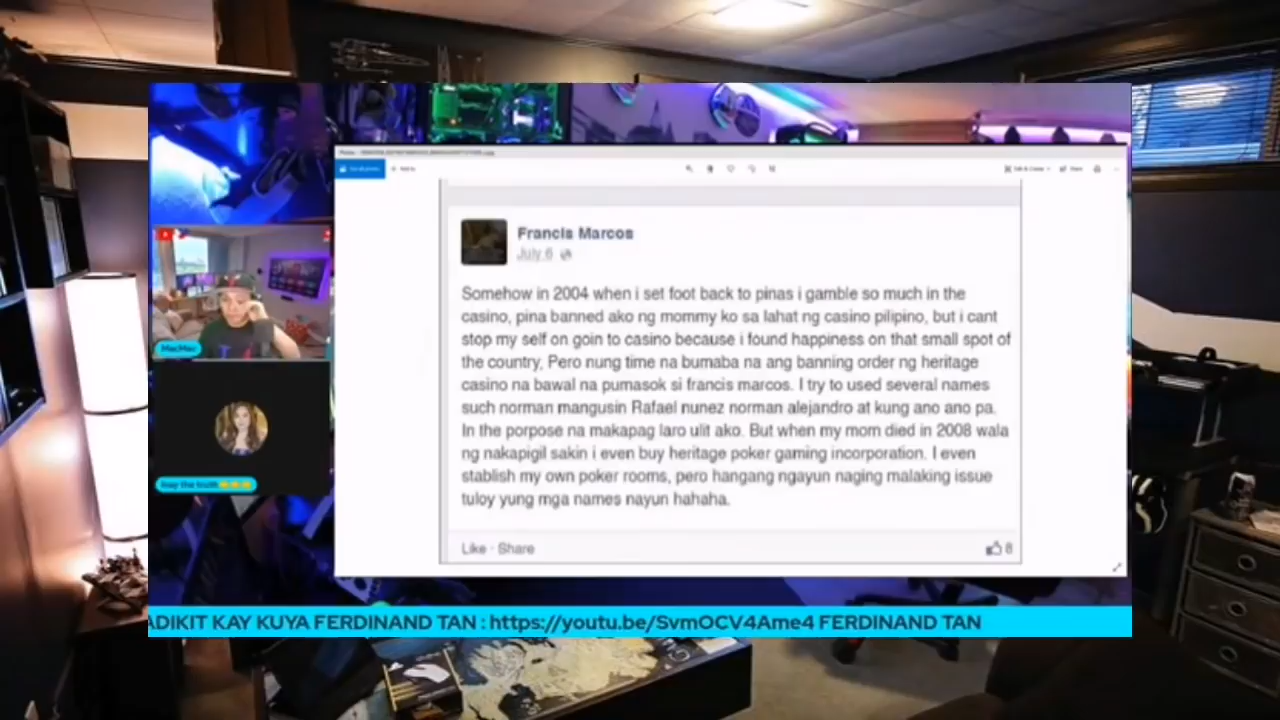 Edit & Create
Share
Francis Marcos
July 6
Somehow in 2004 when i set foot back to pinas i gamble so much in the
casino, pina banned ako ng mommy ko sa lahat ng casino pilipino, but i cant
stop my self on goin to casino because i found happiness on that small spot of
the country, Pero nung time na bumaba na ang banning order ng heritage
casino na bawal na pumasok si francis marcos. I try to used several names
such norman mangusin Rafael nunez norman alejandro at kung ano ano pa.
In the porpose na makapag laro ulit ako. But when my mom died in 2008 wala
ng nakapigil sakin i even buy heritage poker gaming incorporation. I even
stablish my own poker rooms, pero hangang ngayun naging malaking issue
tuloy yung mga names nayun hahaha.
Like · Share
8
MacMac
ADIKIT KAY KUYA FERDINAND TAN : https://youtu.be/SvmOCV4Ame4 FERDINAND TAN